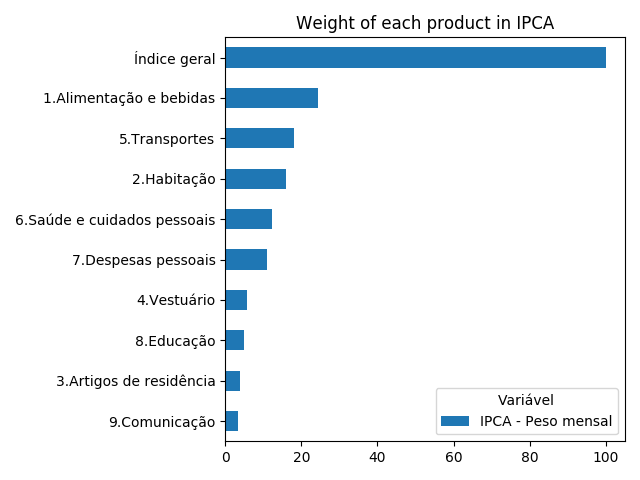 Weight of each product in IPCA
Índice geral
1.Alimentação e bebidas
5.Transportes
2.Habitação
6.Saúde e cuidados pessoais
7.Despesas pessoais
4.Vestuário
8.Educação
3.Artigos de residência
9.Comunicação
Variável
IPCA - Peso mensal
0 20 40 60 80 100